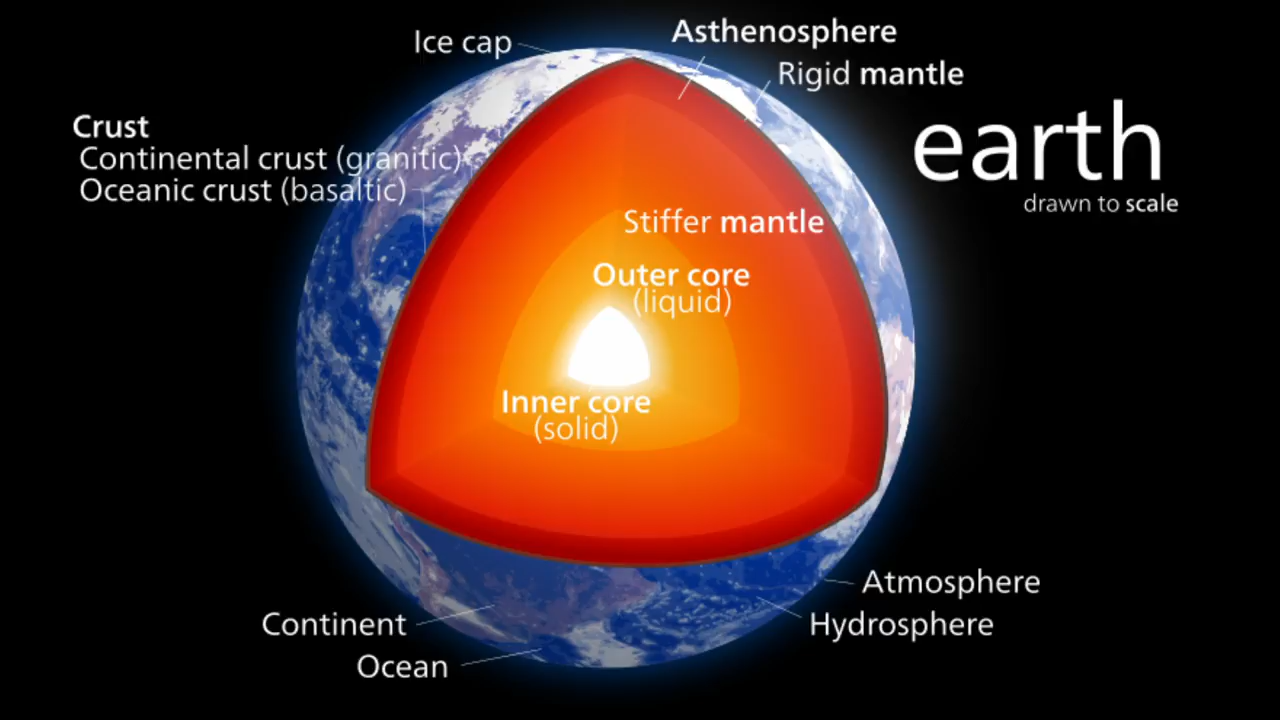 Ice cap
Asthenosphere
Rigid mantle
Crust
Continental crust (granitic)
Oceanic crust (basaltic)
earth
drawn to scale
Stiffer mantle
Outer core
(liquid)
Inner core
(solid)
Atmosphere
Hydrosphere
Continent
Ocean